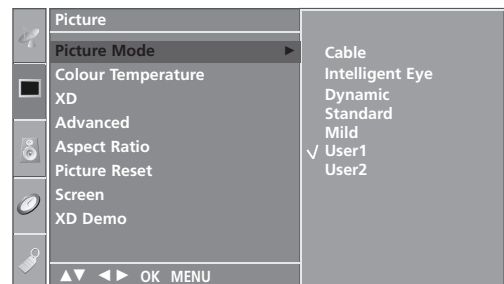 Picture
Picture Mode ►
Colour Temperature
XD
Advanced
Aspect Ratio
Picture Reset
Screen
XD Demo
▲▼ ◄► OK MENU
Cable
Intelligent Eye
Dynamic
Standard
Mild
√ User1
User2